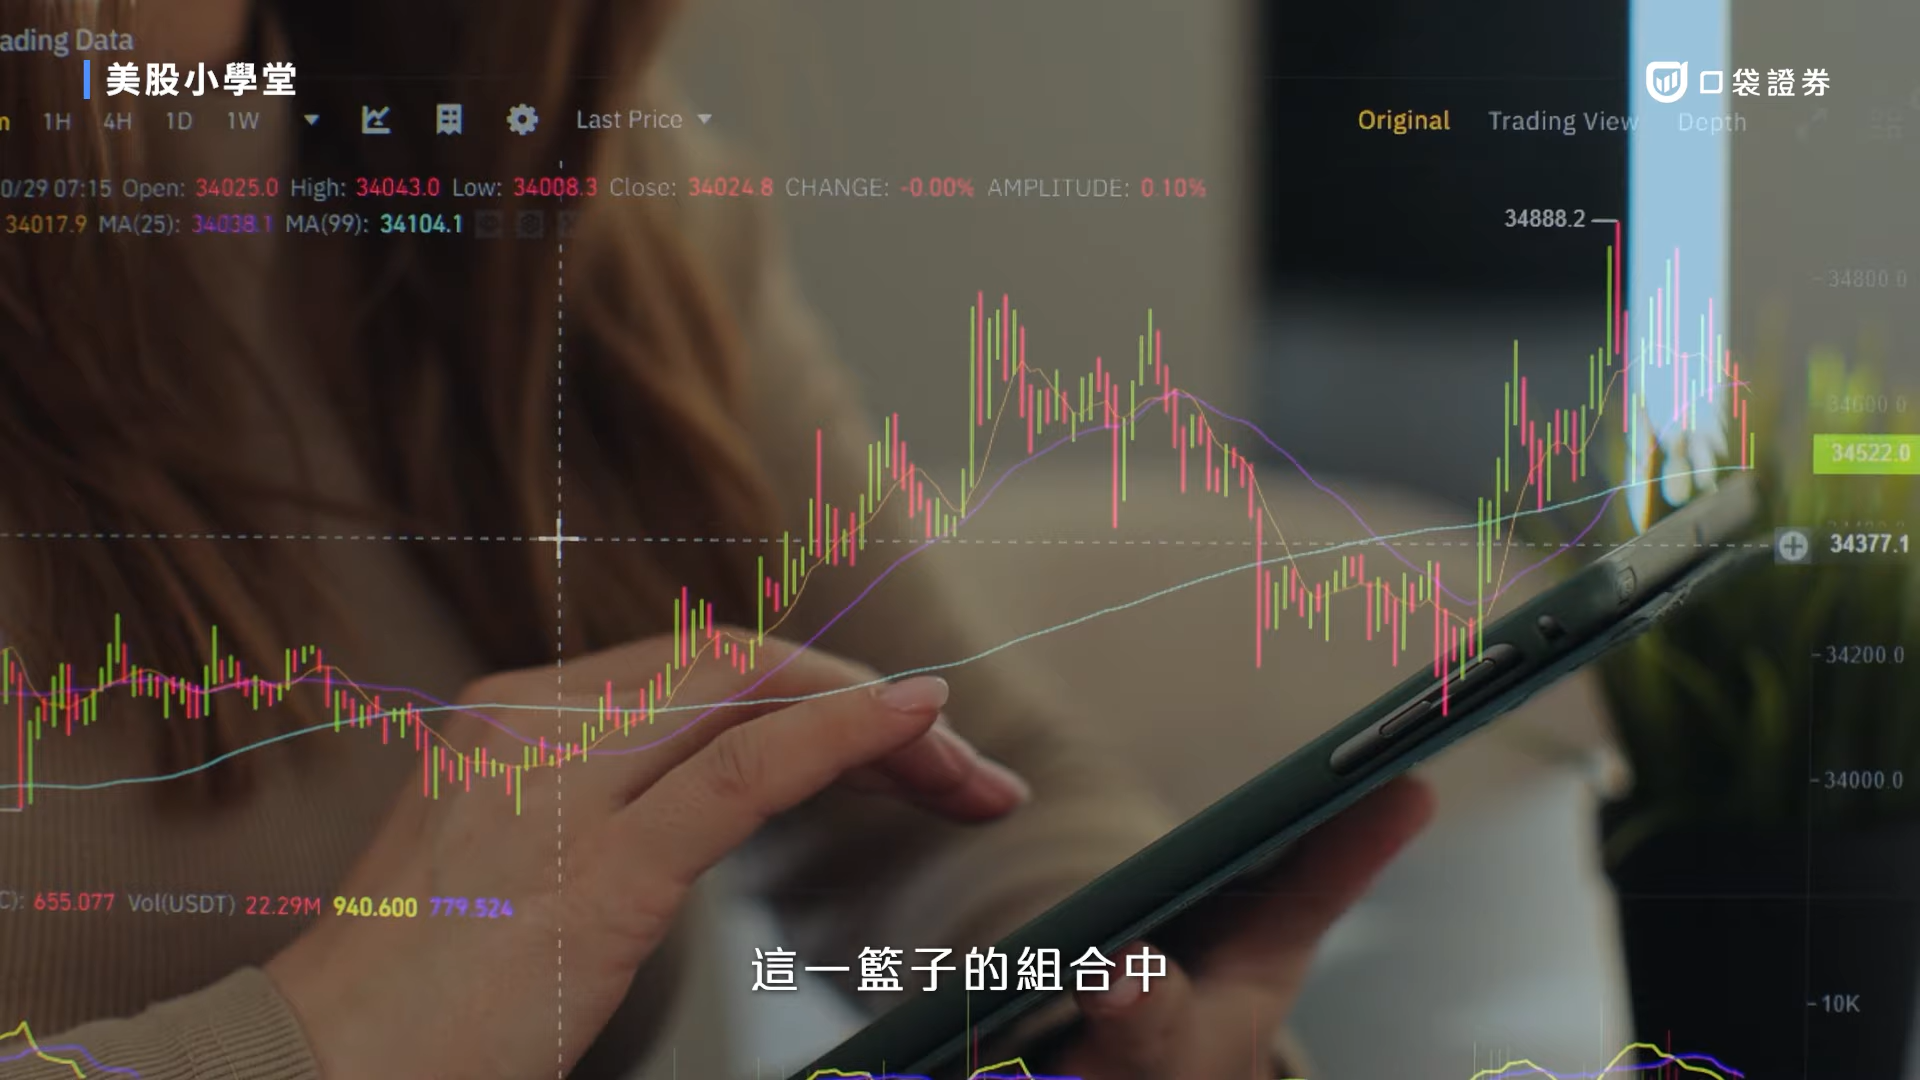 ading Data
美股小學堂
口袋證券
1H 4H 1D 1W Last Price
Original Trading View Depth
0/29 07:15 Open: 34025.0 High: 34043.0 Low: 34008.3 Close: 34024.8 CHANGE: -0.00% AMPLITUDE: 0.10%
34017.9 MA(25): 34038.1 MA(99): 34104.1
34888.2
34800.0
34600.0
34522.0
34377.1
34200.0
34000.0
C): 655.077 Vol(USDT) 22.29M 940.600 779.524
這一籃子的組合中
10K